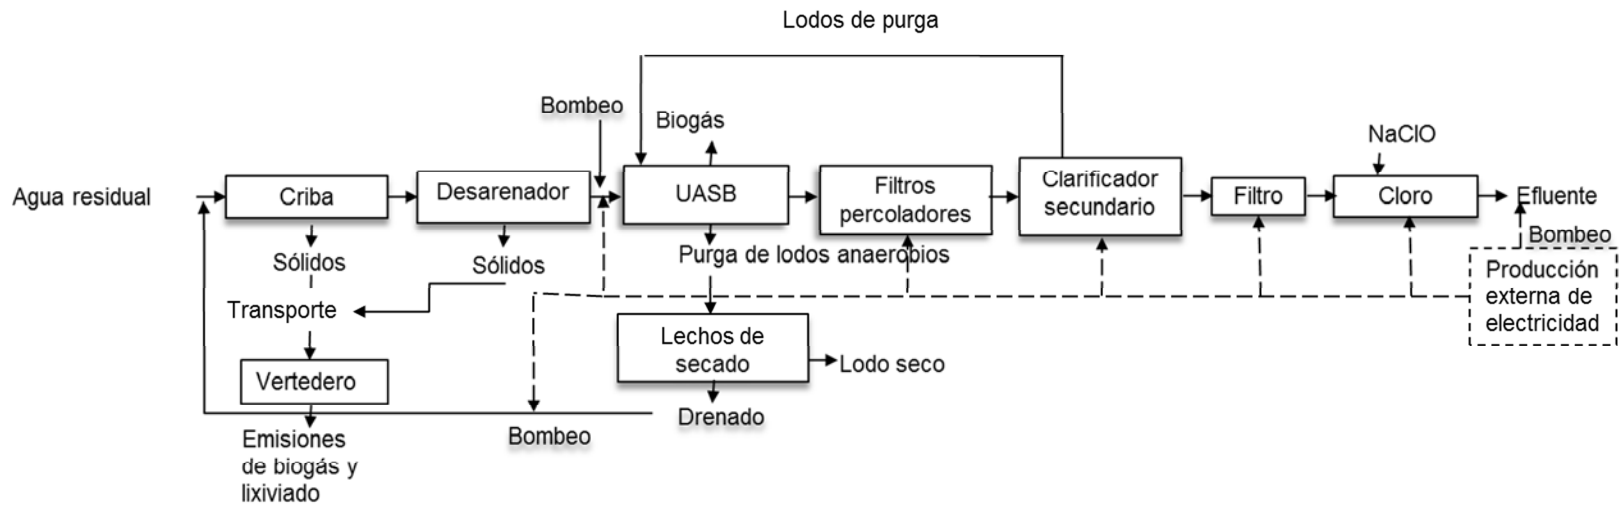 Lodos de purga
Bombeo
Biogás
NaClO
Agua residual
Criba
Desarenador
UASB
Filtros
percoladores
Clarificador
secundario
Filtro
Cloro
Efluente
Bombeo
Sólidos
Sólidos
Purga de lodos anaerobios
Producción
externa de
electricidad
Transporte
Lechos de
secado
Lodo seco
Vertedero
Drenado
Bombeo
Emisiones
de biogás y
lixiviado